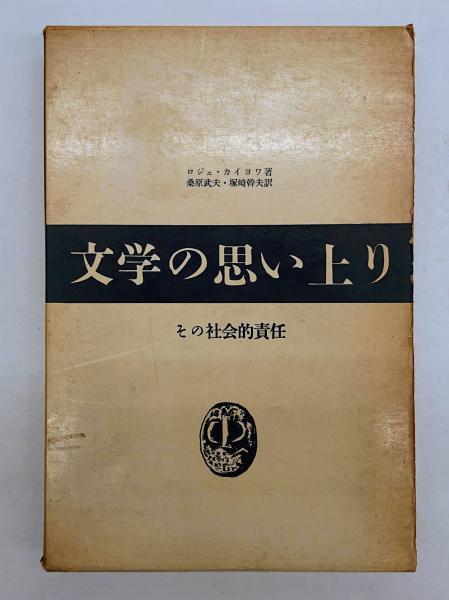 ロジェ・カイヨワ著
桑原武夫・塚崎幹夫訳
文学の思い上り
その社会的責任